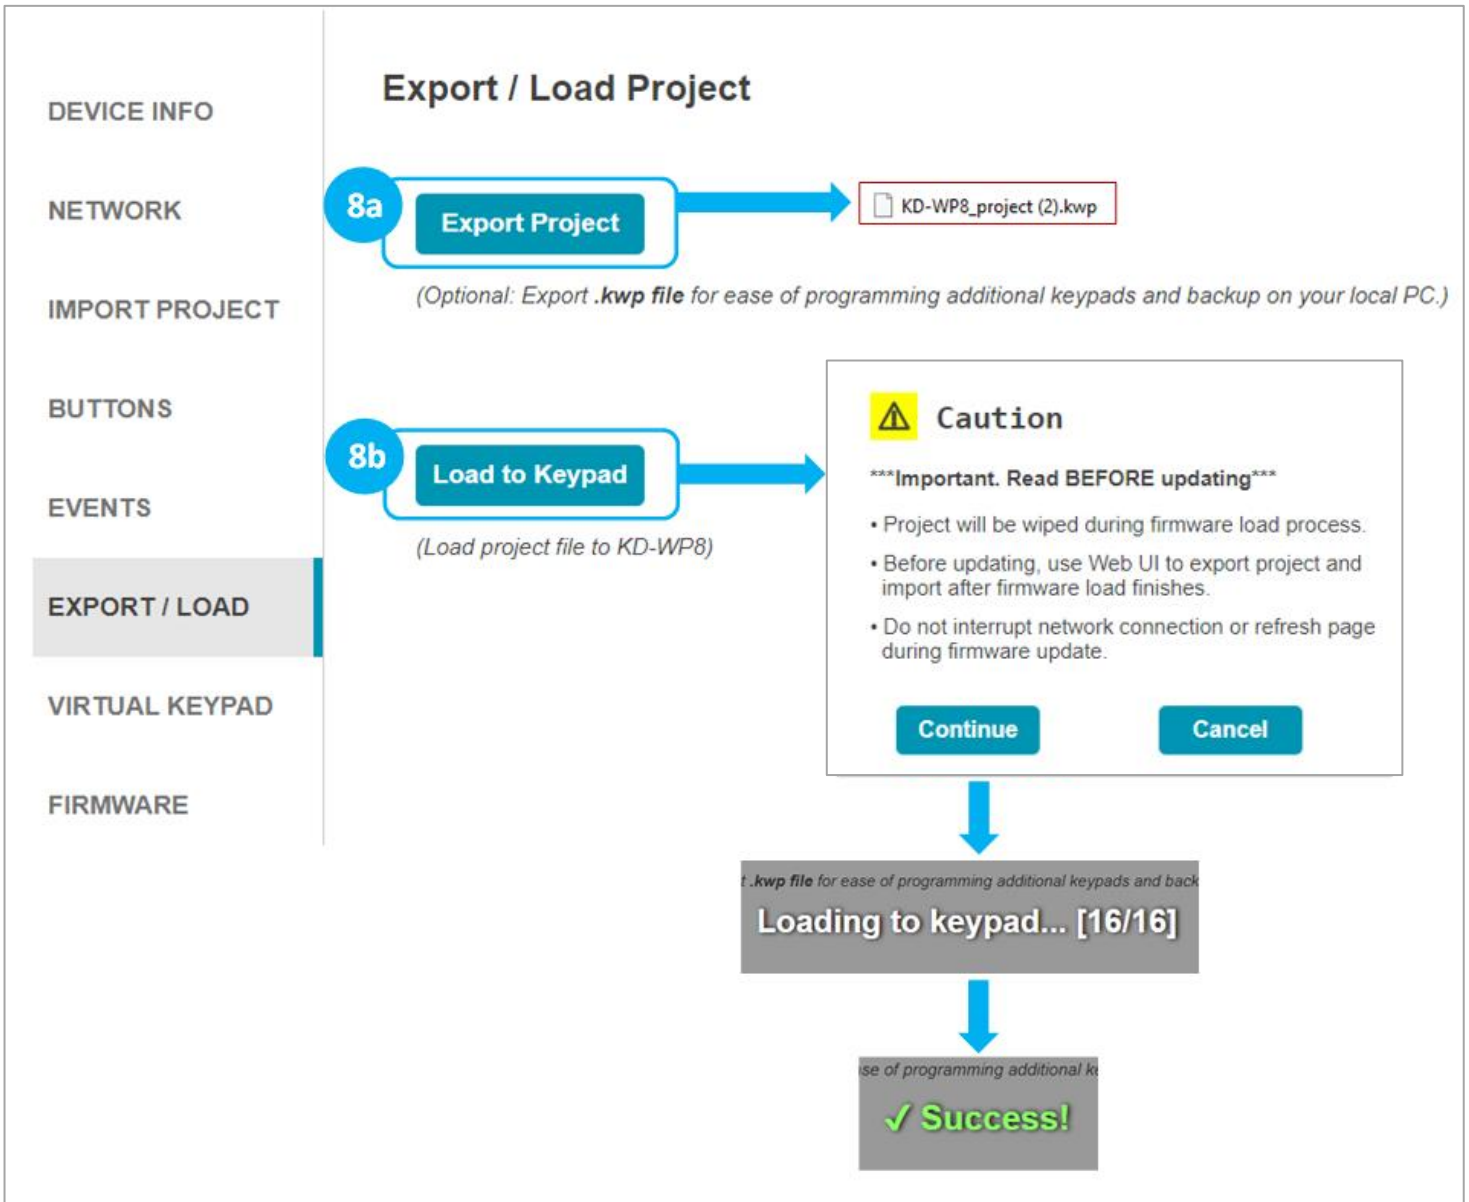 DEVICE INFO
NETWORK
IMPORT PROJECT
BUTTONS
EVENTS
EXPORT / LOAD
VIRTUAL KEYPAD
FIRMWARE
Export / Load Project
8a
Export Project
KD-WP8_project (2).kwp
(Optional: Export .kwp file for ease of programming additional keypads and backup on your local PC.)
8b
Load to Keypad
(Load project file to KD-WP8)
Caution
***Important. Read BEFORE updating***
• Project will be wiped during firmware load process.
• Before updating, use Web UI to export project and
import after firmware load finishes.
• Do not interrupt network connection or refresh page
during firmware update.
Continue
Cancel
t .kwp file for ease of programming additional keypads and back
Loading to keypad... [16/16]
se of programming additional ke
✓ Success!